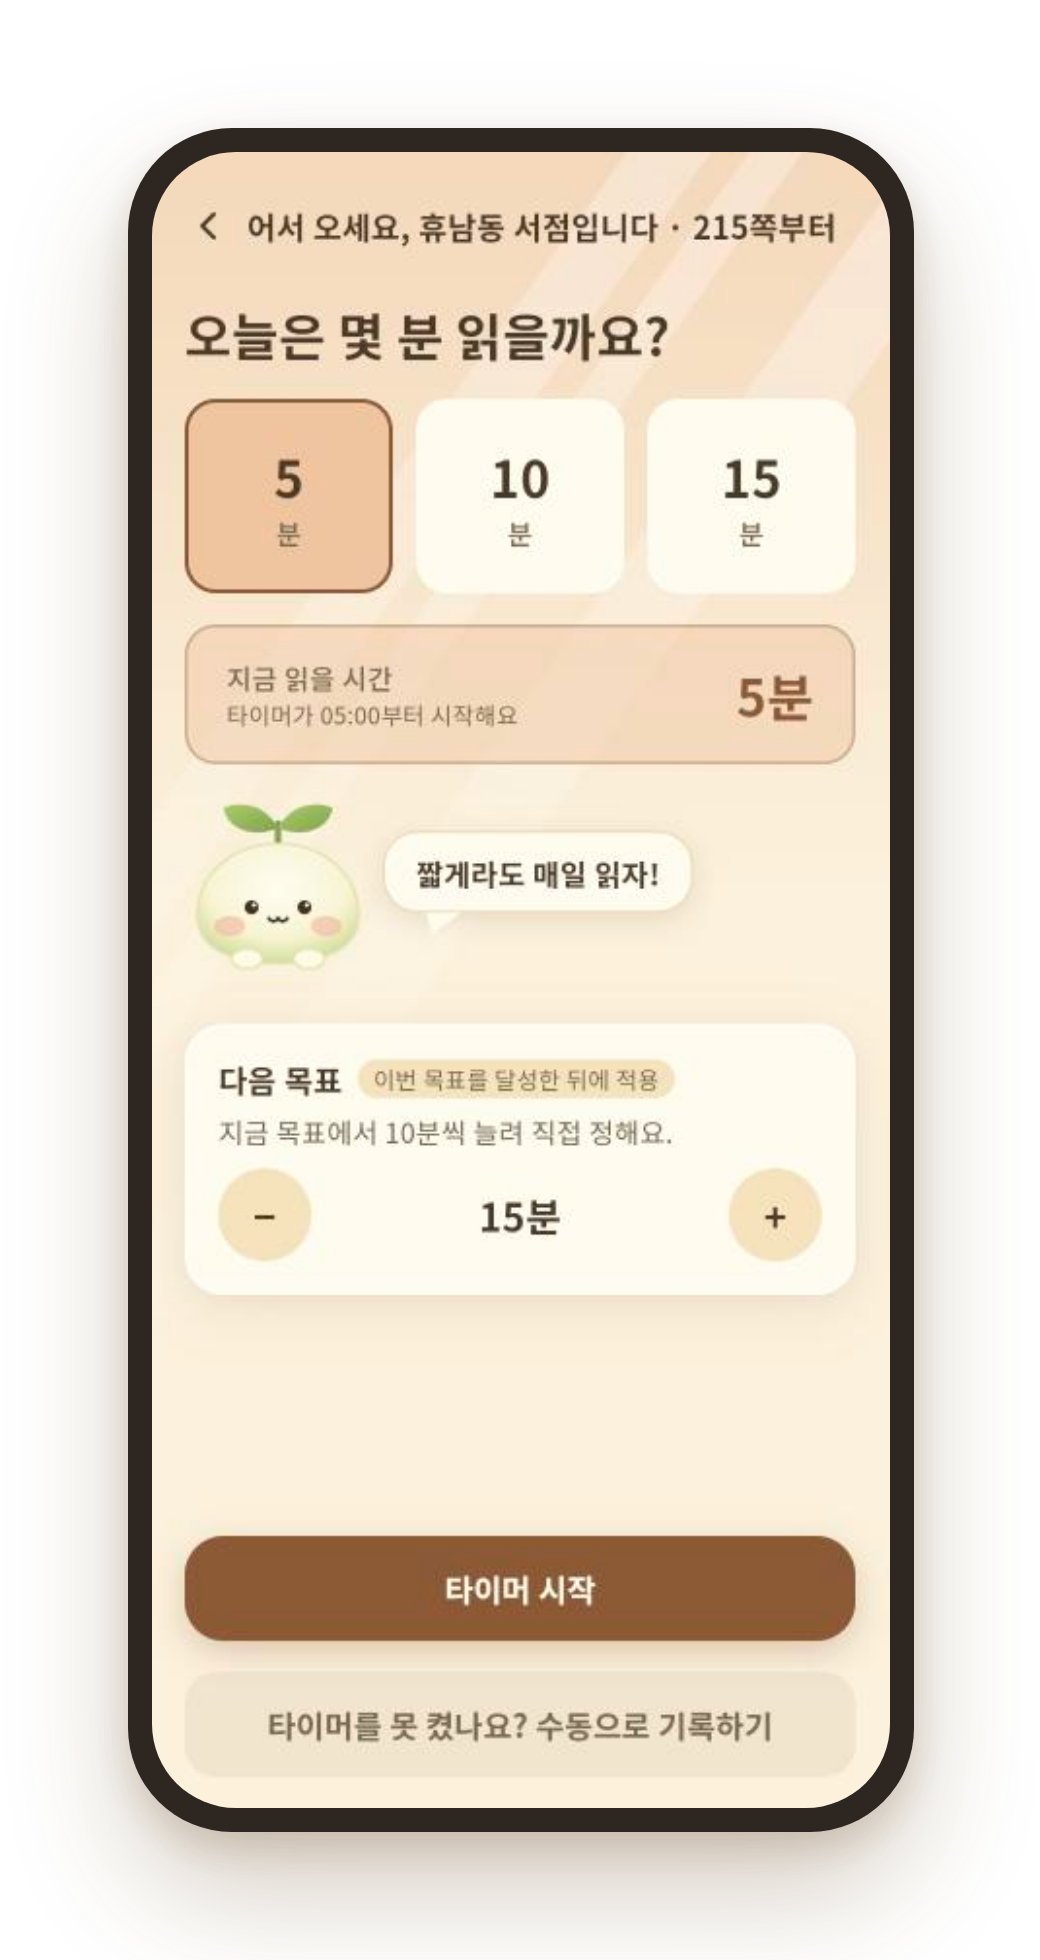 어서 오세요, 휴남동 서점입니다 · 215쪽부터
오늘은 몇 분 읽을까요?
5
분
10
분
15
분
지금 읽을 시간
타이머가 05:00부터 시작해요
5분
짧게라도 매일 읽자!
다음 목표 이번 목표를 달성한 뒤에 적용
지금 목표에서 10분씩 늘려 직접 정해요.
− 15분 +
타이머 시작
타이머를 못 켰나요? 수동으로 기록하기